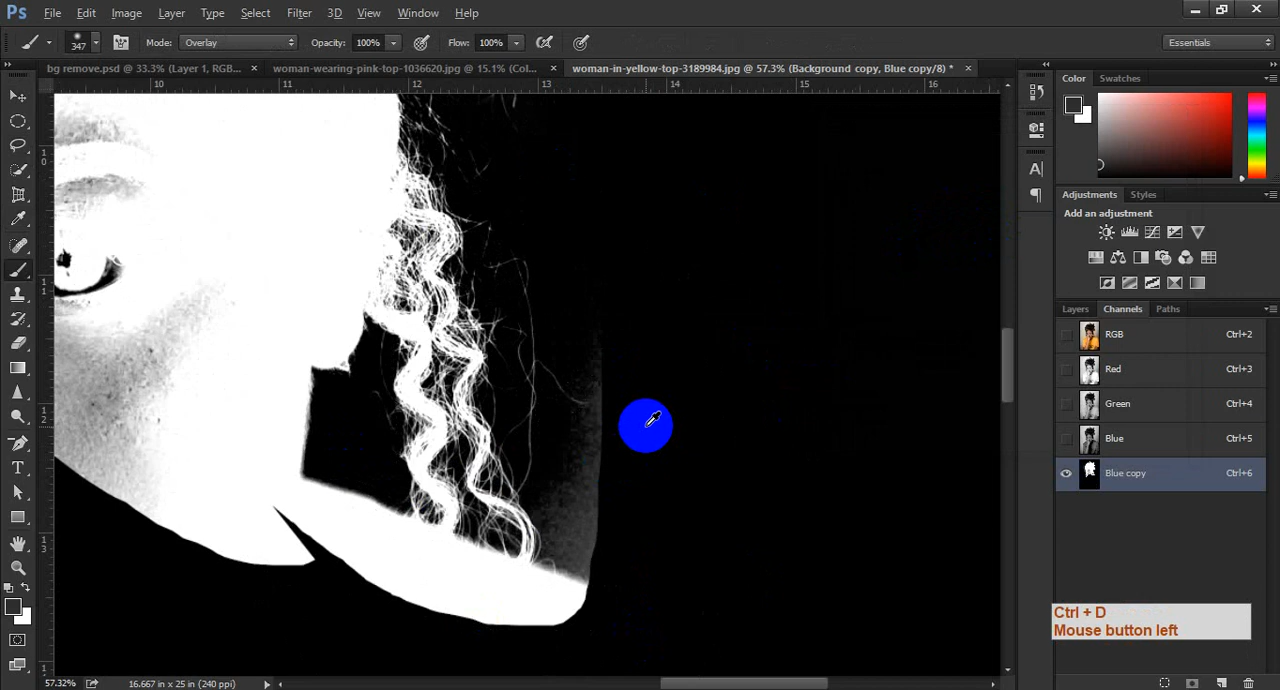 Ps File Edit Image Layer Type Select Filter 3D View Window Help
347 Mode: Overlay Opacity: 100% Flow: 100% Essentials
bg remove.psd @ 33.3% (Layer 1, RGB... × woman-wearing-pink-top-1036620.jpg @ 15.1% (Col... × woman-in-yellow-top-3189984.jpg @ 57.3% (Background copy, Blue copy/8) * ×
10 11 12 13 14 15 16
Color Swatches
Adjustments Styles
Add an adjustment
Layers Channels Paths
RGB Ctrl+2
Red Ctrl+3
Green Ctrl+4
Blue Ctrl+5
Blue copy Ctrl+6
Ctrl + D
Mouse button left
57.32% 16.667 in x 25 in (240 ppi)